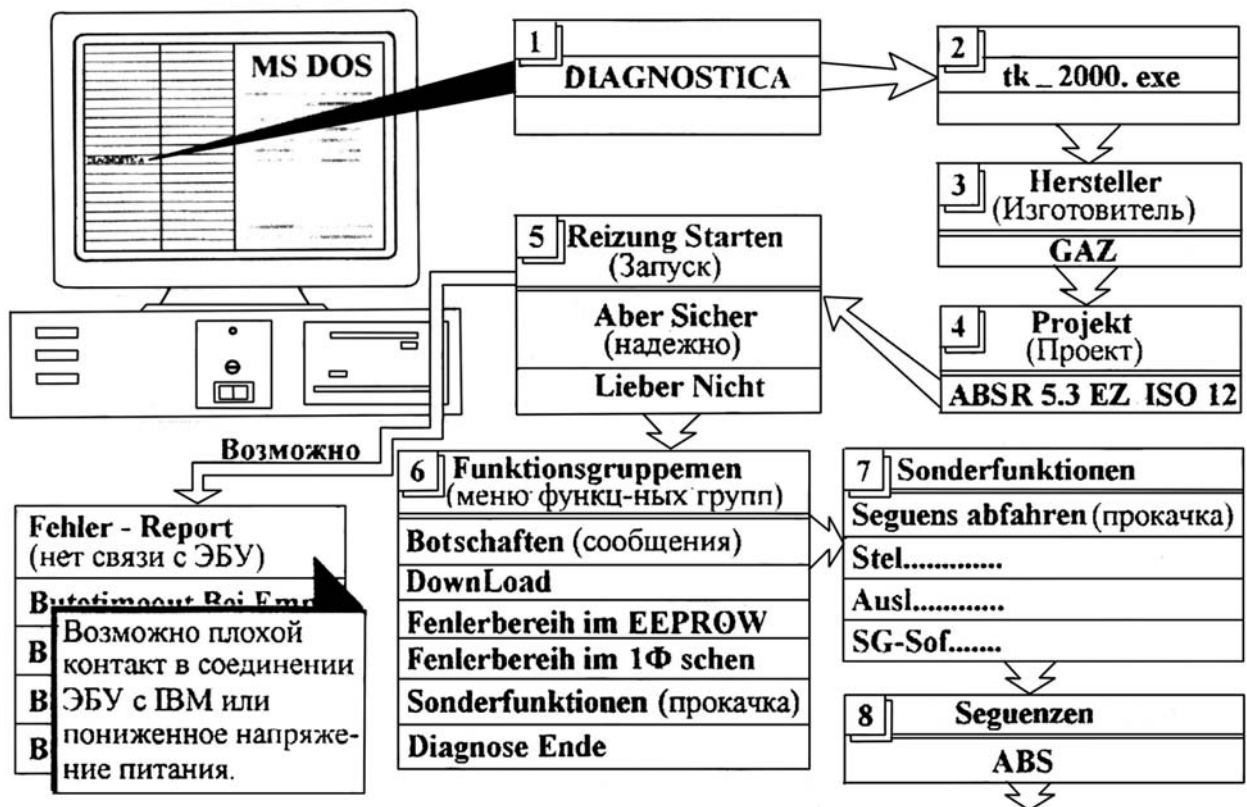 MS DOS
DIAGNOSTICA
1
DIAGNOSTICA
2
tk_2000. exe
3
Hersteller
(Изготовитель)
GAZ
4
Projekt
(Проект)
ABSR 5.3 EZ ISO 12
5
Reizung Starten
(Запуск)
Aber Sicher
(надежно)
Lieber Nicht
Возможно
Fehler - Report
(нет связи с ЭБУ)
B
B
B
Возможно плохой
контакт в соединении
ЭБУ с IBM или
пониженное напряже-
ние питания.
6
Funktionsgruppemen
(меню функц-ных групп)
Botschaften (сообщения)
DownLoad
Fenlerbereih im EEPROW
Fenlerbereih im 1Ф schen
Sonderfunktionen (прокачка)
Diagnose Ende
7
Sonderfunktionen
Seguens abfahren (прокачка)
Stel.............
Ausl............
SG-Sof.......
8
Seguenzen
ABS